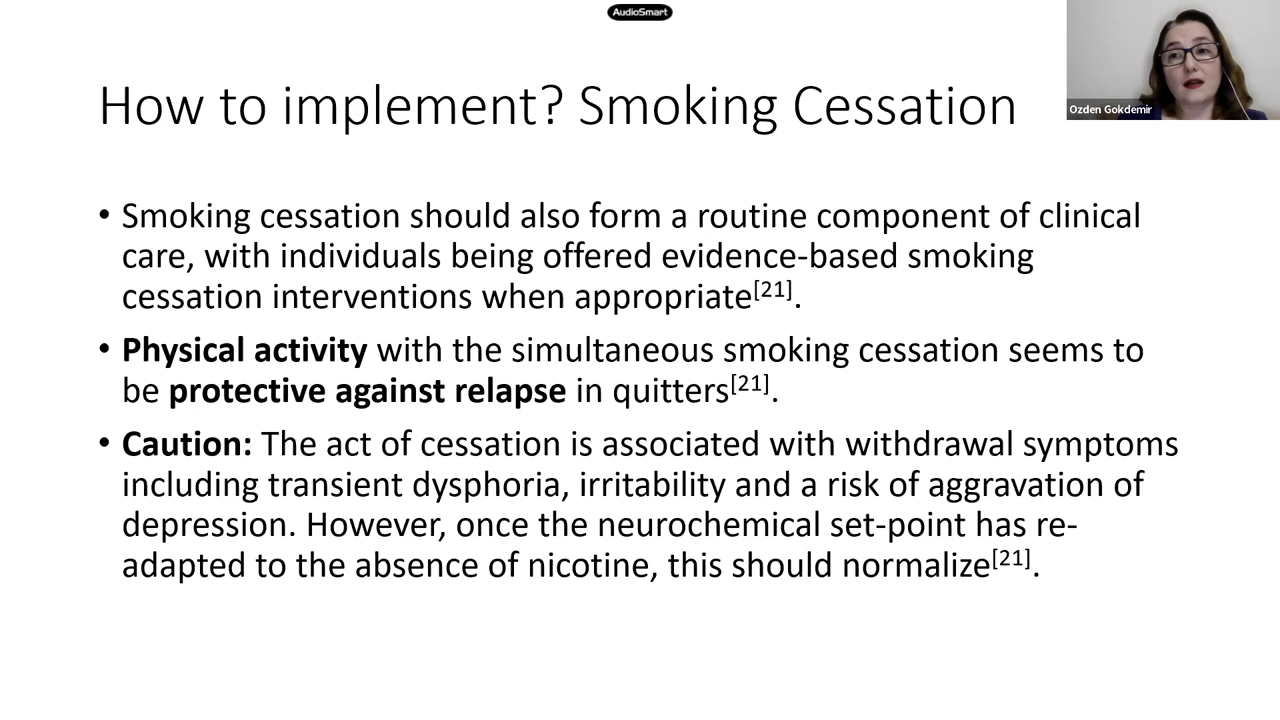 AudioSmart
Ozden Gokdemir
How to implement? Smoking Cessation
• Smoking cessation should also form a routine component of clinical
care, with individuals being offered evidence-based smoking
cessation interventions when appropriate[21].
• Physical activity with the simultaneous smoking cessation seems to
be protective against relapse in quitters[21].
• Caution: The act of cessation is associated with withdrawal symptoms
including transient dysphoria, irritability and a risk of aggravation of
depression. However, once the neurochemical set-point has re-
adapted to the absence of nicotine, this should normalize[21].